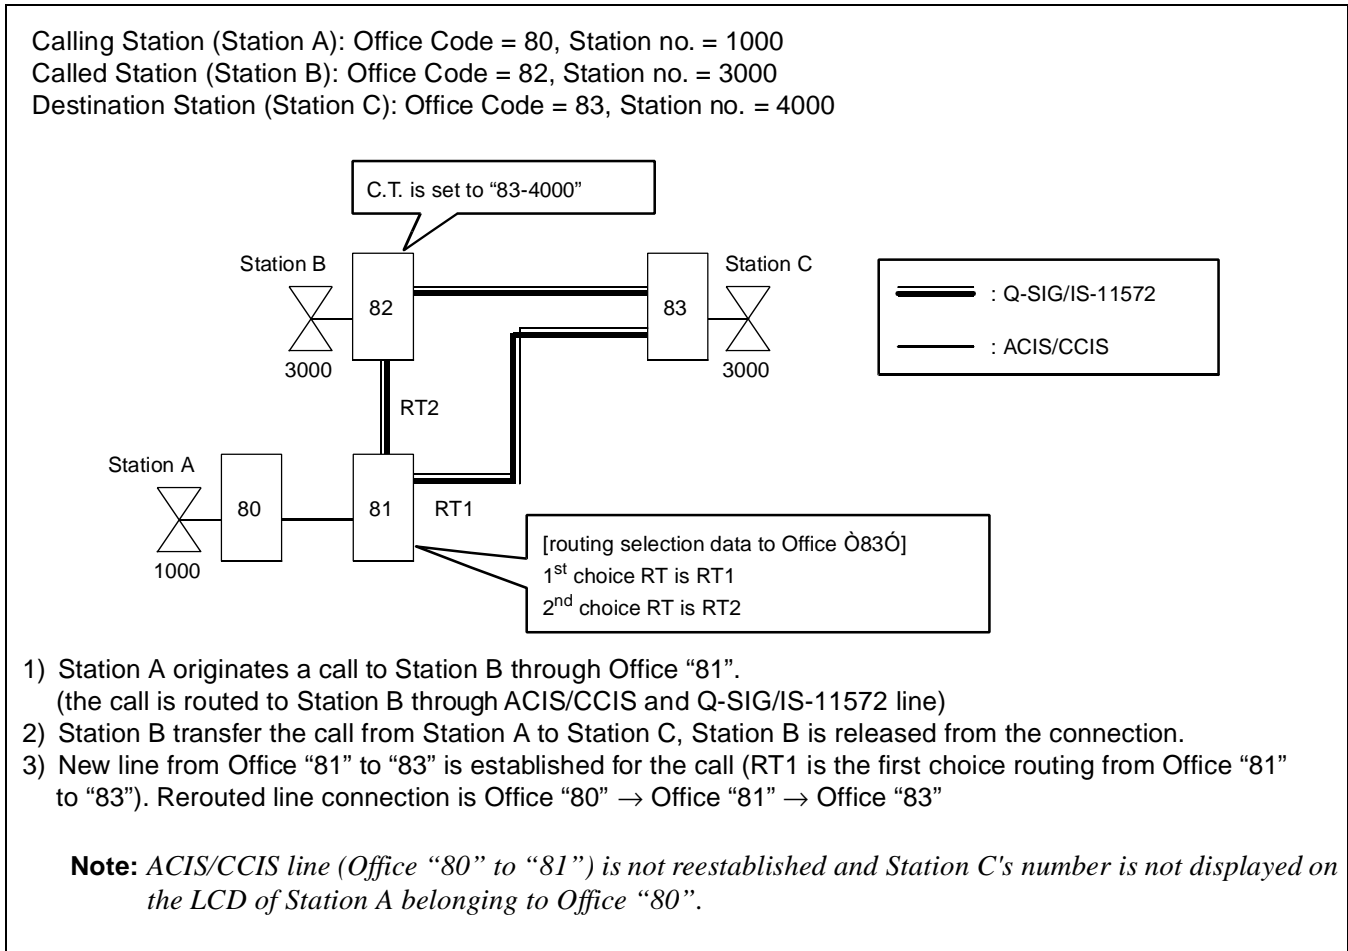 Calling Station (Station A): Office Code = 80, Station no. = 1000
Called Station (Station B): Office Code = 82, Station no. = 3000
Destination Station (Station C): Office Code = 83, Station no. = 4000
C.T. is set to “83-4000”
Station B
82
3000
83
Station C
3000
: Q-SIG/IS-11572
: ACIS/CCIS
RT2
Station A
80
1000
81
RT1
[routing selection data to Office Ò83Ó]
1st choice RT is RT1
2nd choice RT is RT2
1) Station A originates a call to Station B through Office “81”.
(the call is routed to Station B through ACIS/CCIS and Q-SIG/IS-11572 line)
2) Station B transfer the call from Station A to Station C, Station B is released from the connection.
3) New line from Office “81” to “83” is established for the call (RT1 is the first choice routing from Office “81”
to “83”). Rerouted line connection is Office “80” → Office “81” → Office “83”
Note: ACIS/CCIS line (Office “80” to “81”) is not reestablished and Station C's number is not displayed on
the LCD of Station A belonging to Office “80”.